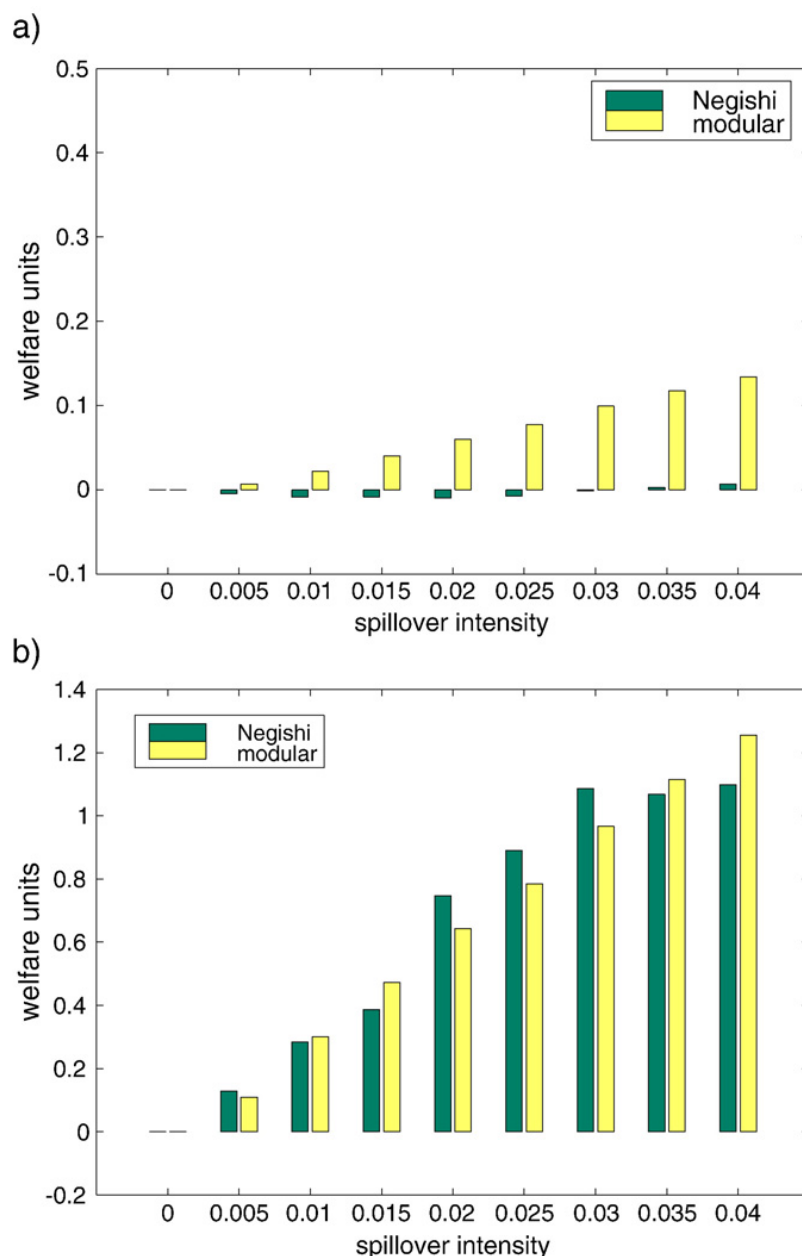 a)
0.5
Negishi
modular
0.4
0.3
0.2
0.1
0
-0.1
welfare units
0 0.005 0.01 0.015 0.02 0.025 0.03 0.035 0.04
spillover intensity
b)
1.4
Negishi
modular
1.2
1
0.8
0.6
0.4
0.2
0
-0.2
welfare units
0 0.005 0.01 0.015 0.02 0.025 0.03 0.035 0.04
spillover intensity